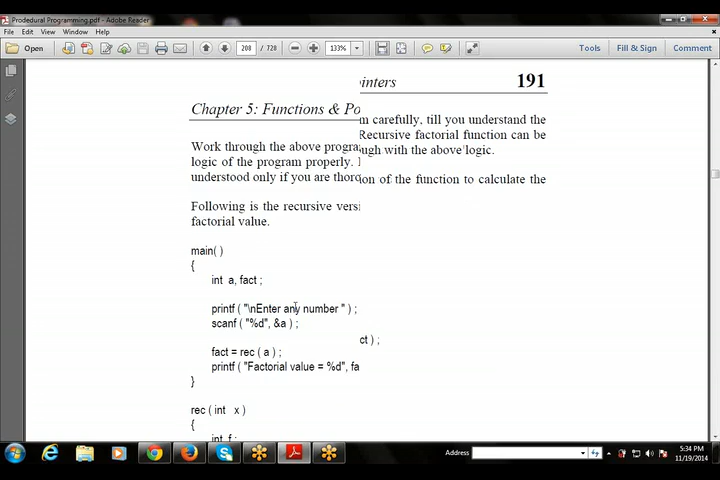 Prodedural Programming.pdf - Adobe Reader
File Edit View Window Help
Open 208 / 728 133% Tools Fill & Sign Comment
inters 191
Chapter 5: Functions & Po
m carefully, till you understand the
Recursive factorial function can be
Work through the above progra
ugh with the above logic.
logic of the program properly.
understood only if you are thoro
on of the function to calculate the
Following is the recursive versi
factorial value.
main( )
{
int a, fact ;
printf ( "\nEnter any number " ) ;
scanf ( "%d", &a ) ;
ct ) ;
fact = rec ( a ) ;
printf ( "Factorial value = %d", fa
}
rec ( int x )
{
int f ;
Address
5:34 PM
11/19/2014